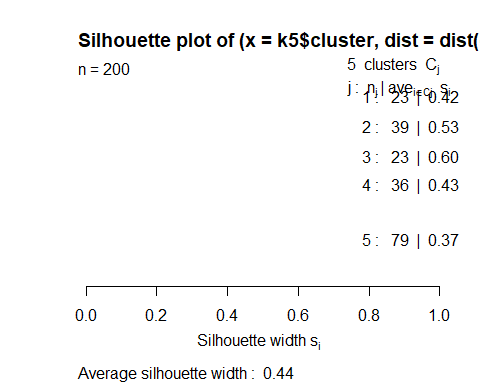 Silhouette plot of (x = k5$cluster, dist = dist(
n = 200
5 clusters Cj
j : nj | avei∈Cj si
1 : 23 | 0.42
2 : 39 | 0.53
3 : 23 | 0.60
4 : 36 | 0.43
5 : 79 | 0.37
0.0 0.2 0.4 0.6 0.8 1.0
Silhouette width si
Average silhouette width : 0.44